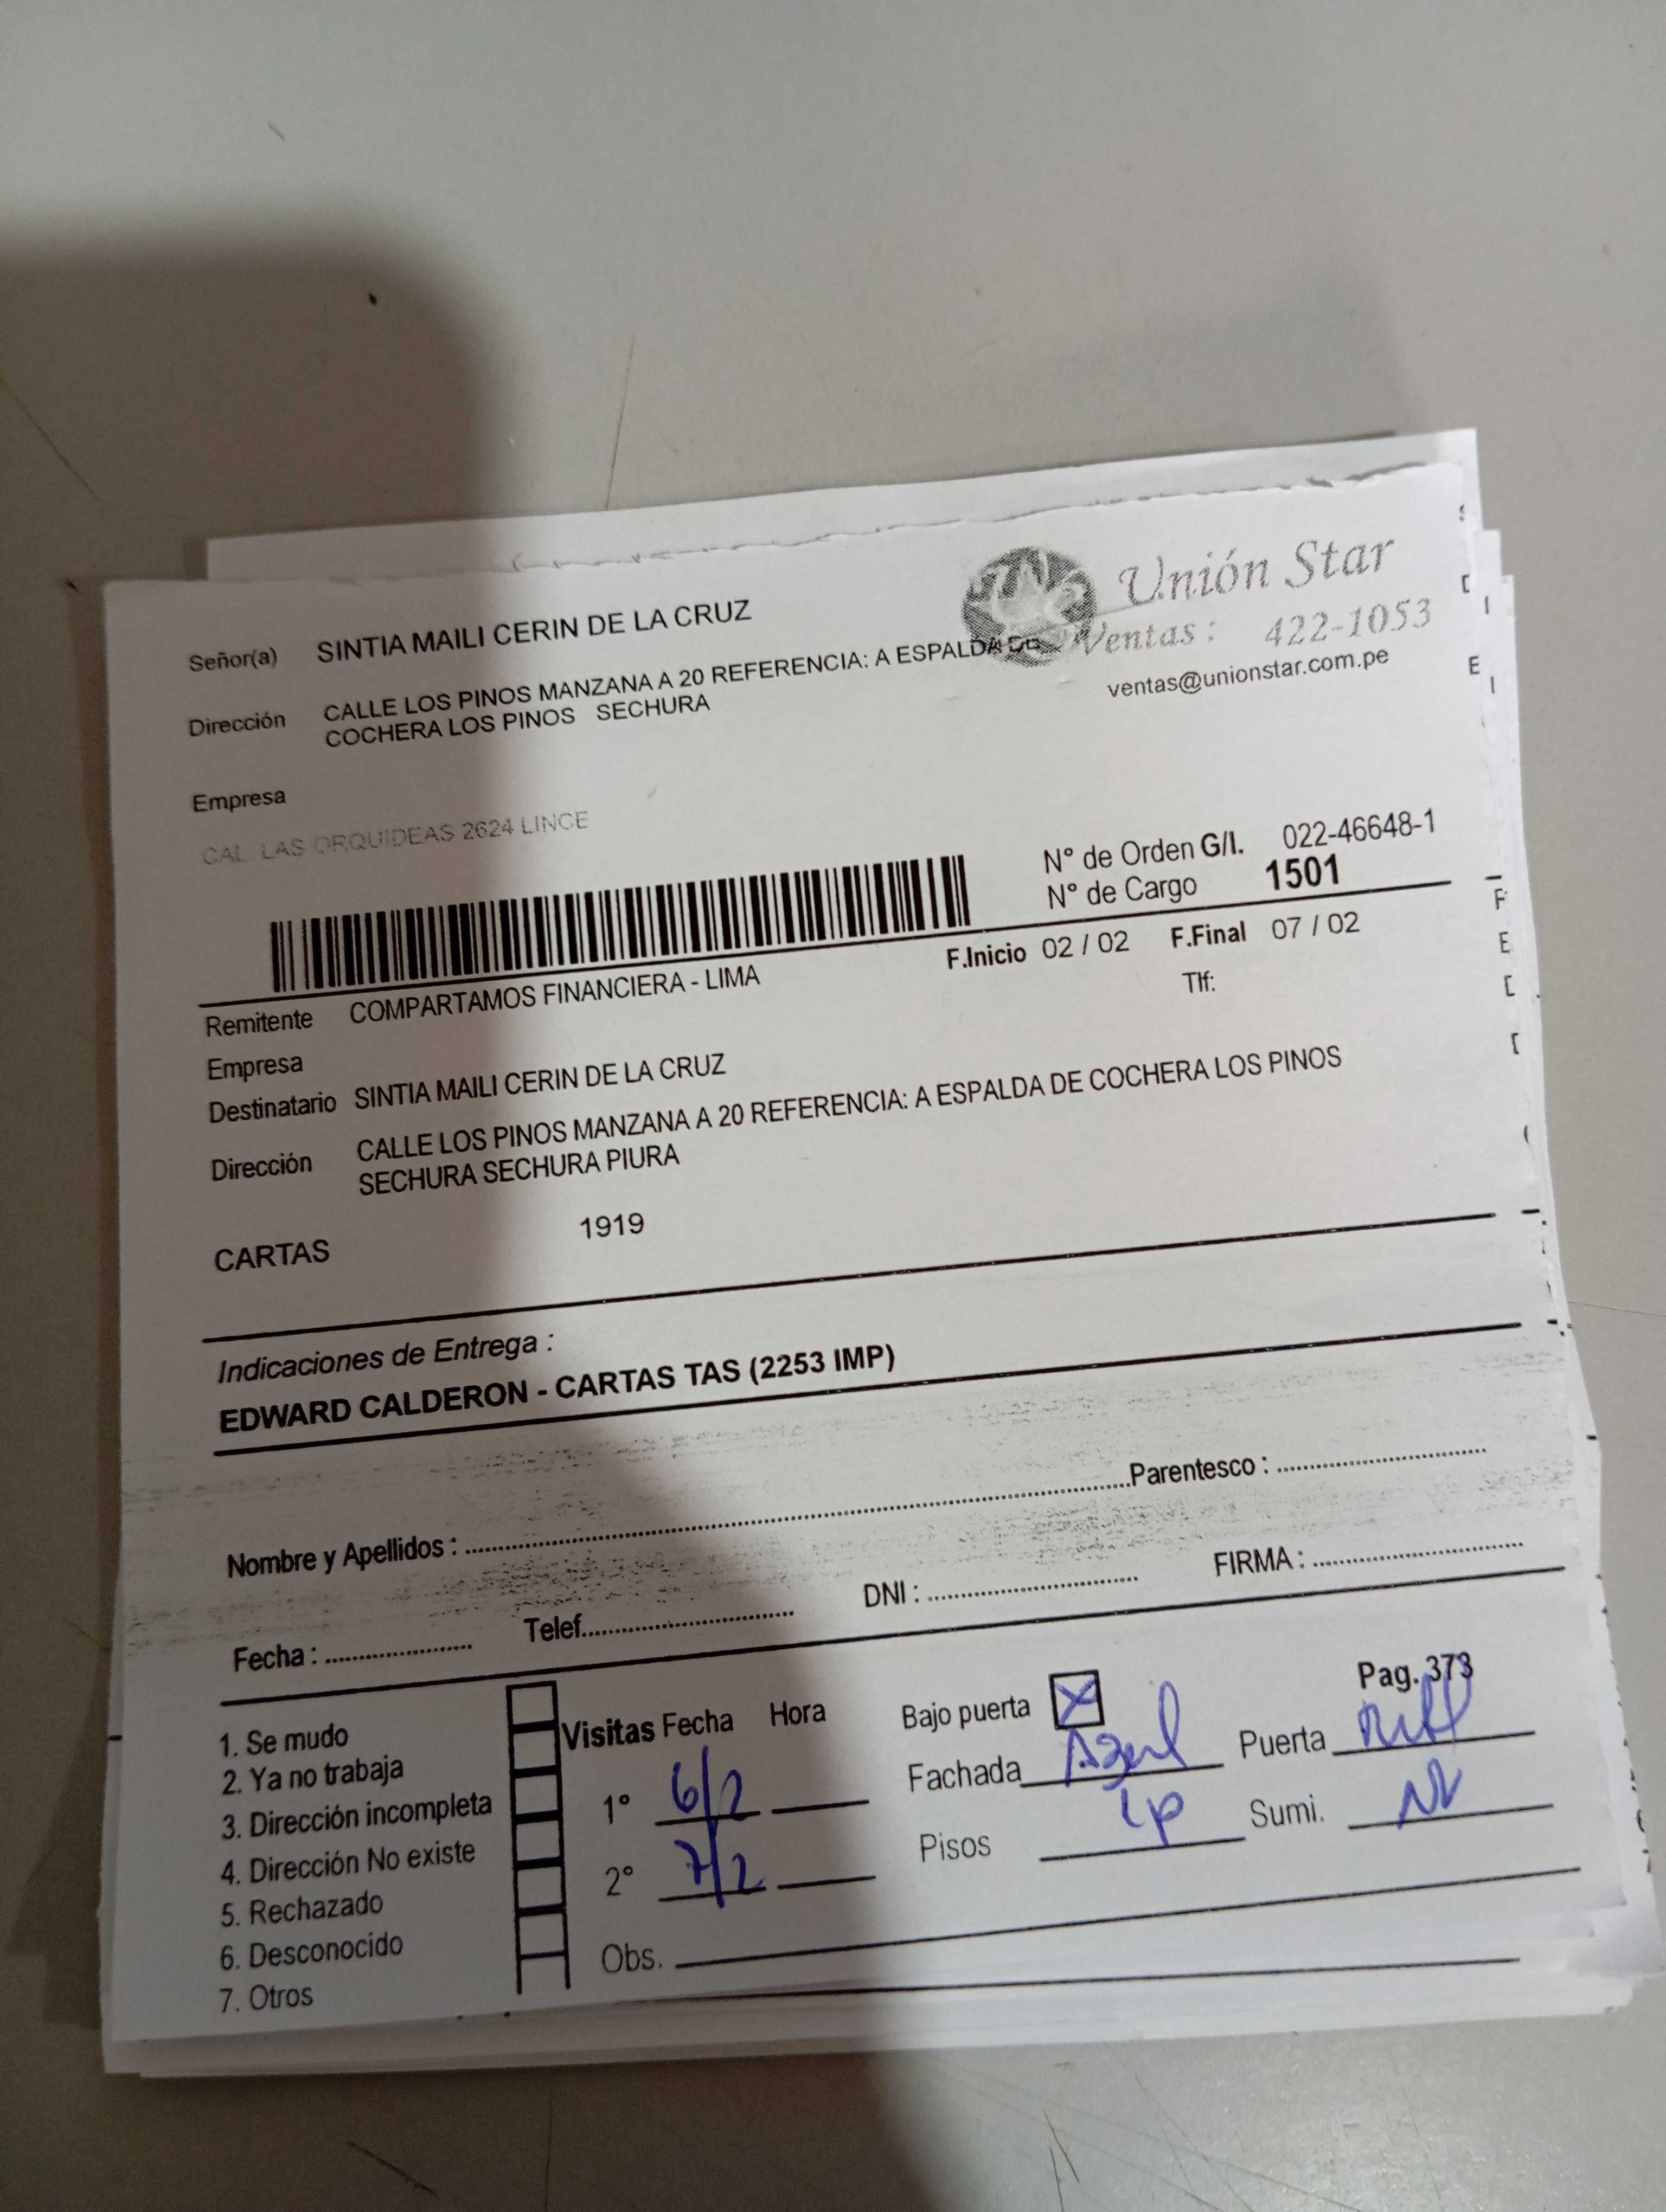 Unión Star
Ventas : 422-1053
ventas@unionstar.com.pe
Señor(a) SINTIA MAILI CERIN DE LA CRUZ
Dirección CALLE LOS PINOS MANZANA A 20 REFERENCIA: A ESPALDA DE
COCHERA LOS PINOS SECHURA
Empresa
CAL. LAS ORQUIDEAS 2624 LINCE
N° de Orden G/I. 022-46648-1
N° de Cargo 1501
F.Inicio 02 / 02 F.Final 07 / 02
Remitente COMPARTAMOS FINANCIERA - LIMA
Tlf:
Empresa
Destinatario SINTIA MAILI CERIN DE LA CRUZ
Dirección CALLE LOS PINOS MANZANA A 20 REFERENCIA: A ESPALDA DE COCHERA LOS PINOS
SECHURA SECHURA PIURA
CARTAS 1919
Indicaciones de Entrega :
EDWARD CALDERON - CARTAS TAS (2253 IMP)
Nombre y Apellidos : Parentesco :
Fecha : Telef. DNI : FIRMA :
Pag. 373
1. Se mudo
2. Ya no trabaja
3. Dirección incompleta
4. Dirección No existe
5. Rechazado
6. Desconocido
7. Otros
Visitas Fecha Hora
1° 6/2
2° 7/2
Obs.
Bajo puerta X
Fachada Azul Puerta
Pisos 1p Sumi.